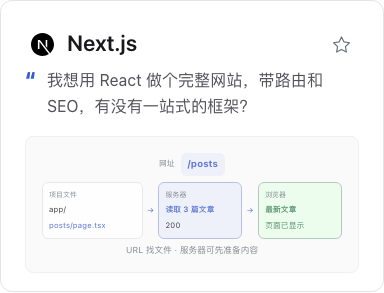 Next.js
“ 我想用 React 做个完整网站，带路由和
SEO，有没有一站式的框架?
网址 /posts
项目文件
app/
posts/page.tsx
→
服务器
读取 3 篇文章
200
→
浏览器
最新文章
页面已显示
URL 找文件 · 服务器可先准备内容